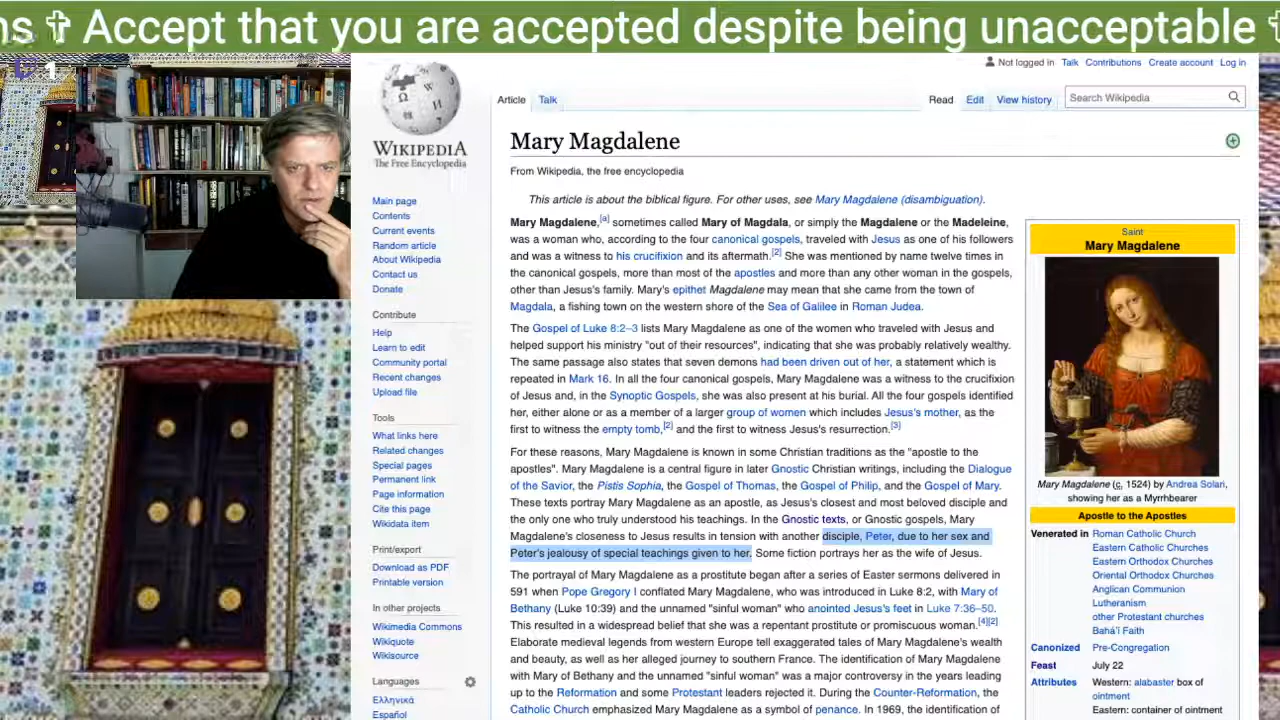 ns ✞ Accept that you are accepted despite being unacceptable ✞
1
Not logged in Talk Contributions Create account Log in
Article Talk Read Edit View history Search Wikipedia
WIKIPEDIA
The Free Encyclopedia
Main page
Contents
Current events
Random article
About Wikipedia
Contact us
Donate
Contribute
Help
Learn to edit
Community portal
Recent changes
Upload file
Tools
What links here
Related changes
Special pages
Permanent link
Page information
Cite this page
Wikidata item
Print/export
Download as PDF
Printable version
In other projects
Wikimedia Commons
Wikiquote
Wikisource
Languages
Ελληνικά
Español
Mary Magdalene
From Wikipedia, the free encyclopedia
This article is about the biblical figure. For other uses, see Mary Magdalene (disambiguation).
Mary Magdalene,[a] sometimes called Mary of Magdala, or simply the Magdalene or the Madeleine,
was a woman who, according to the four canonical gospels, traveled with Jesus as one of his followers
and was a witness to his crucifixion and its aftermath.[2] She was mentioned by name twelve times in
the canonical gospels, more than most of the apostles and more than any other woman in the gospels,
other than Jesus's family. Mary's epithet Magdalene may mean that she came from the town of
Magdala, a fishing town on the western shore of the Sea of Galilee in Roman Judea.
The Gospel of Luke 8:2–3 lists Mary Magdalene as one of the women who traveled with Jesus and
helped support his ministry "out of their resources", indicating that she was probably relatively wealthy.
The same passage also states that seven demons had been driven out of her, a statement which is
repeated in Mark 16. In all the four canonical gospels, Mary Magdalene was a witness to the crucifixion
of Jesus and, in the Synoptic Gospels, she was also present at his burial. All the four gospels identified
her, either alone or as a member of a larger group of women which includes Jesus's mother, as the
first to witness the empty tomb,[2] and the first to witness Jesus's resurrection.[3]
For these reasons, Mary Magdalene is known in some Christian traditions as the "apostle to the
apostles". Mary Magdalene is a central figure in later Gnostic Christian writings, including the Dialogue
of the Savior, the Pistis Sophia, the Gospel of Thomas, the Gospel of Philip, and the Gospel of Mary.
These texts portray Mary Magdalene as an apostle, as Jesus's closest and most beloved disciple and
the only one who truly understood his teachings. In the Gnostic texts, or Gnostic gospels, Mary
Magdalene's closeness to Jesus results in tension with another disciple, Peter, due to her sex and
Peter's jealousy of special teachings given to her. Some fiction portrays her as the wife of Jesus.
The portrayal of Mary Magdalene as a prostitute began after a series of Easter sermons delivered in
591 when Pope Gregory I conflated Mary Magdalene, who was introduced in Luke 8:2, with Mary of
Bethany (Luke 10:39) and the unnamed "sinful woman" who anointed Jesus's feet in Luke 7:36–50.
This resulted in a widespread belief that she was a repentant prostitute or promiscuous woman.[4][2]
Elaborate medieval legends from western Europe tell exaggerated tales of Mary Magdalene's wealth
and beauty, as well as her alleged journey to southern France. The identification of Mary Magdalene
with Mary of Bethany and the unnamed "sinful woman" was a major controversy in the years leading
up to the Reformation and some Protestant leaders rejected it. During the Counter-Reformation, the
Catholic Church emphasized Mary Magdalene as a symbol of penance. In 1969, the identification of
Saint
Mary Magdalene
Mary Magdalene (c. 1524) by Andrea Solari,
showing her as a Myrrhbearer
Apostle to the Apostles
Venerated in Roman Catholic Church
Eastern Catholic Churches
Eastern Orthodox Churches
Oriental Orthodox Churches
Anglican Communion
Lutheranism
other Protestant churches
Bahá'í Faith
Canonized Pre-Congregation
Feast July 22
Attributes Western: alabaster box of
ointment
Eastern: container of ointment